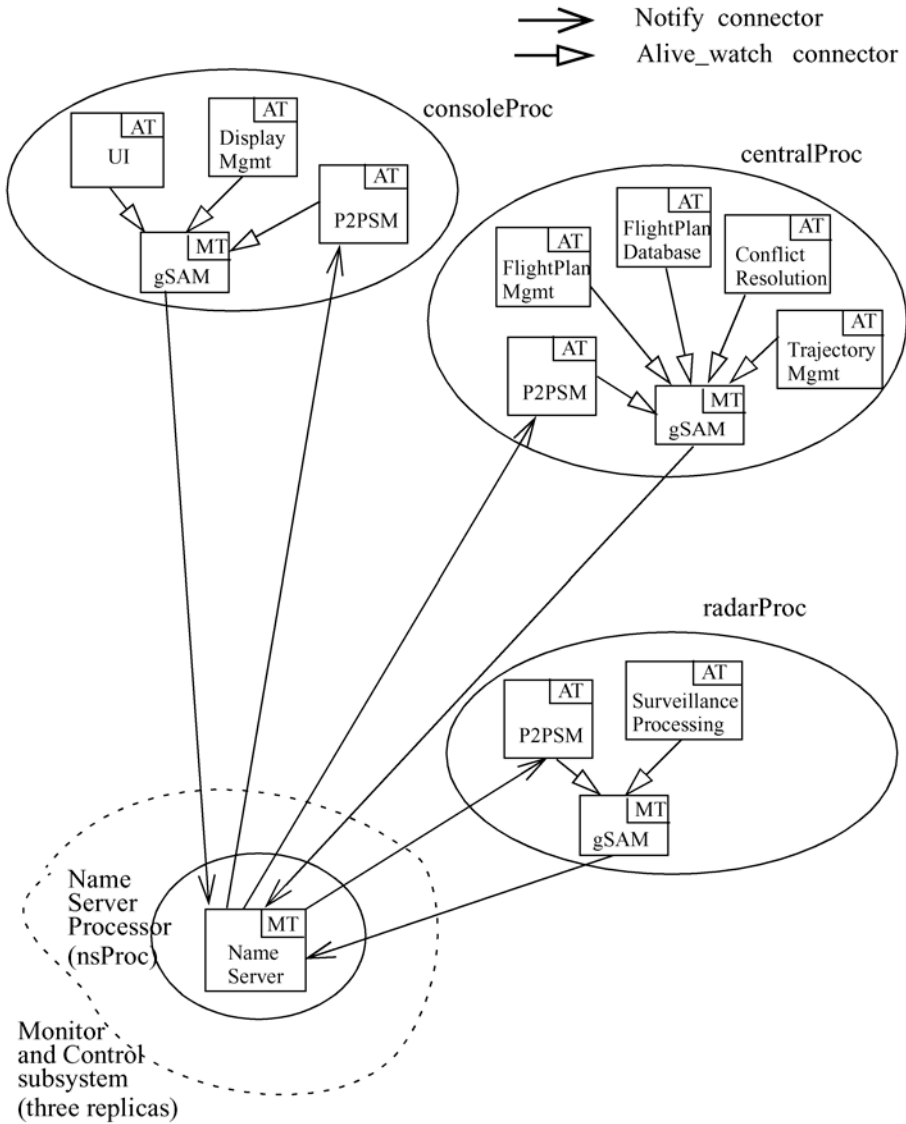 Notify connector
Alive_watch connector
consoleProc
AT
UI
AT
Display
Mgmt
AT
P2PSM
MT
gSAM
centralProc
AT
FlightPlan
Mgmt
AT
FlightPlan
Database
AT
Conflict
Resolution
AT
Trajectory
Mgmt
AT
P2PSM
MT
gSAM
radarProc
AT
P2PSM
AT
Surveillance
Processing
MT
gSAM
Name
Server
Processor
(nsProc)
MT
Name
Server
Monitor
and Control
subsystem
(three replicas)